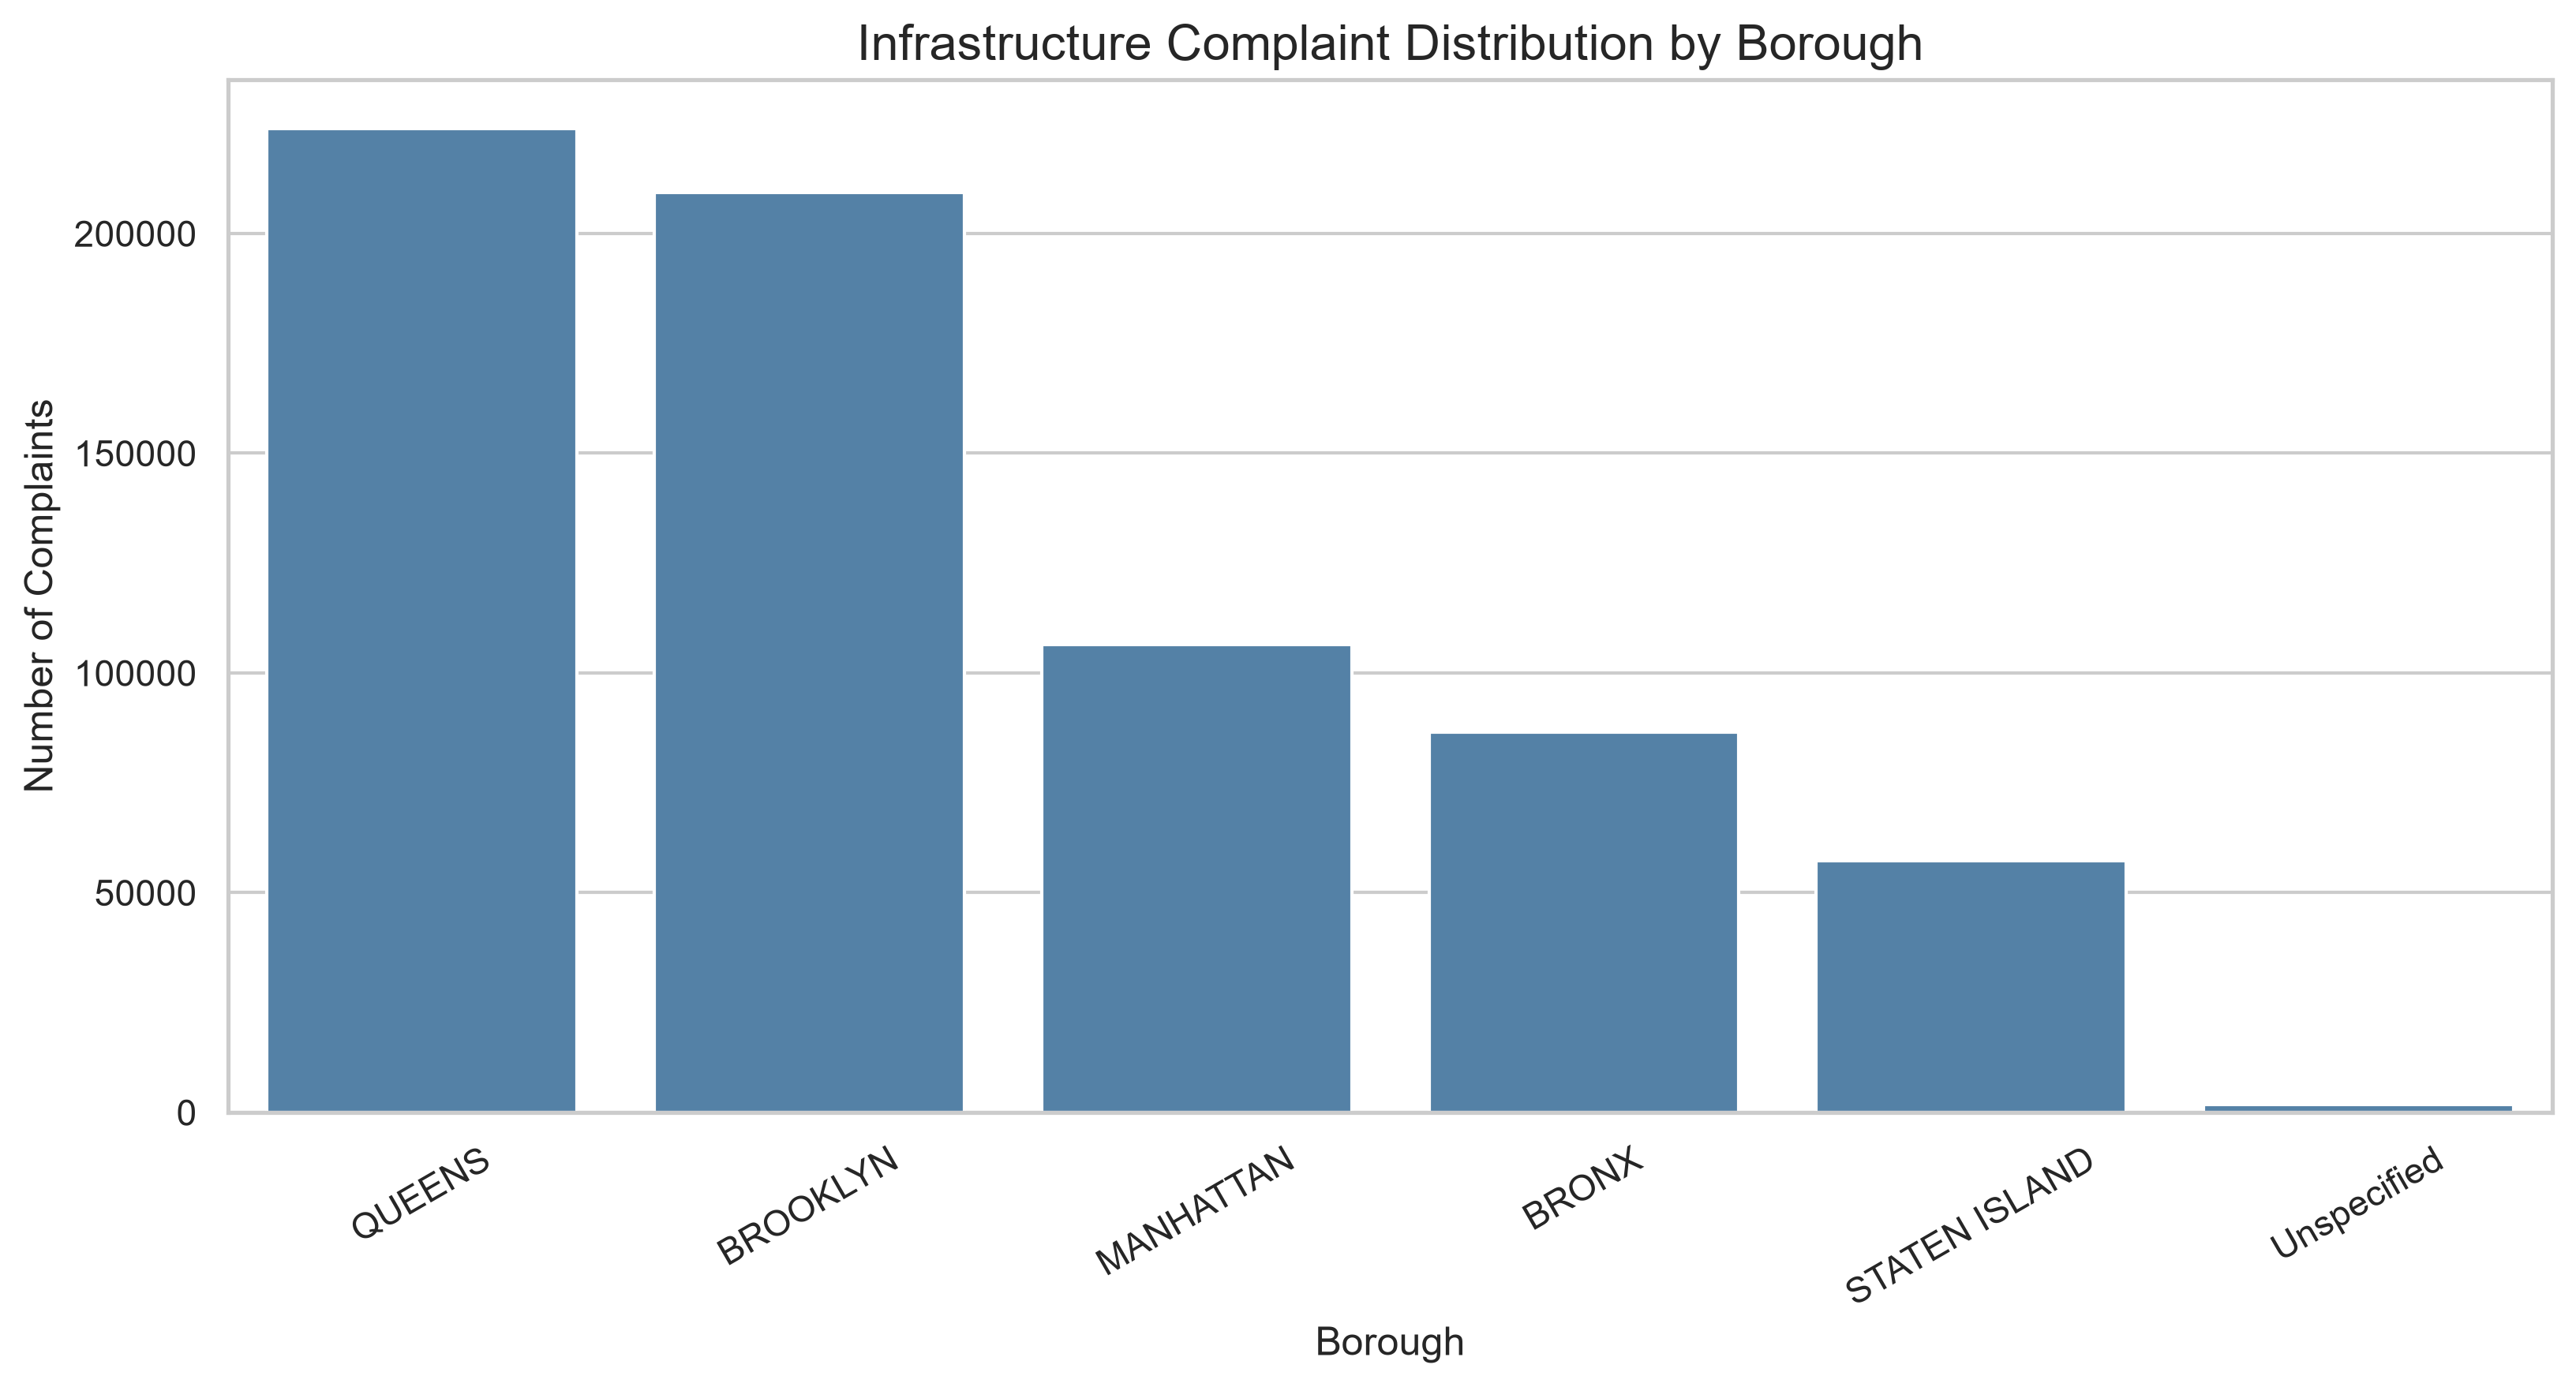 Infrastructure Complaint Distribution by Borough
Number of Complaints
200000
150000
100000
50000
0
QUEENS
BROOKLYN
MANHATTAN
BRONX
STATEN ISLAND
Unspecified
Borough